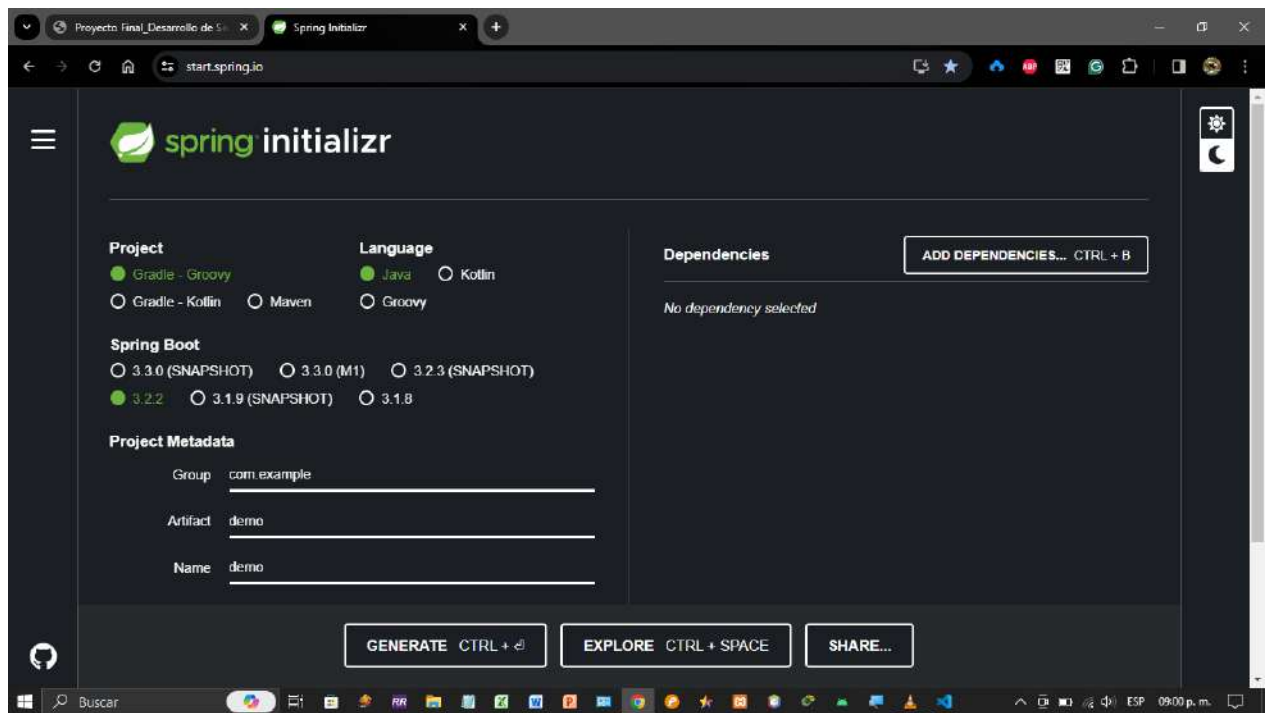 Proyecto Final_Desarrollo de S
Spring Initializr
start.spring.io
ABP
spring initializr
Project
Language
Gradle - Groovy
Java
Kotlin
Gradle - Kotlin
Maven
Groovy
Dependencies
ADD DEPENDENCIES... CTRL + B
No dependency selected
Spring Boot
3.3.0 (SNAPSHOT)
3.3.0 (M1)
3.2.3 (SNAPSHOT)
3.2.2
3.1.9 (SNAPSHOT)
3.1.8
Project Metadata
Group com.example
Artifact demo
Name demo
GENERATE CTRL + ⏎
EXPLORE CTRL + SPACE
SHARE...
Buscar
RR
ESP
09:00 p. m.